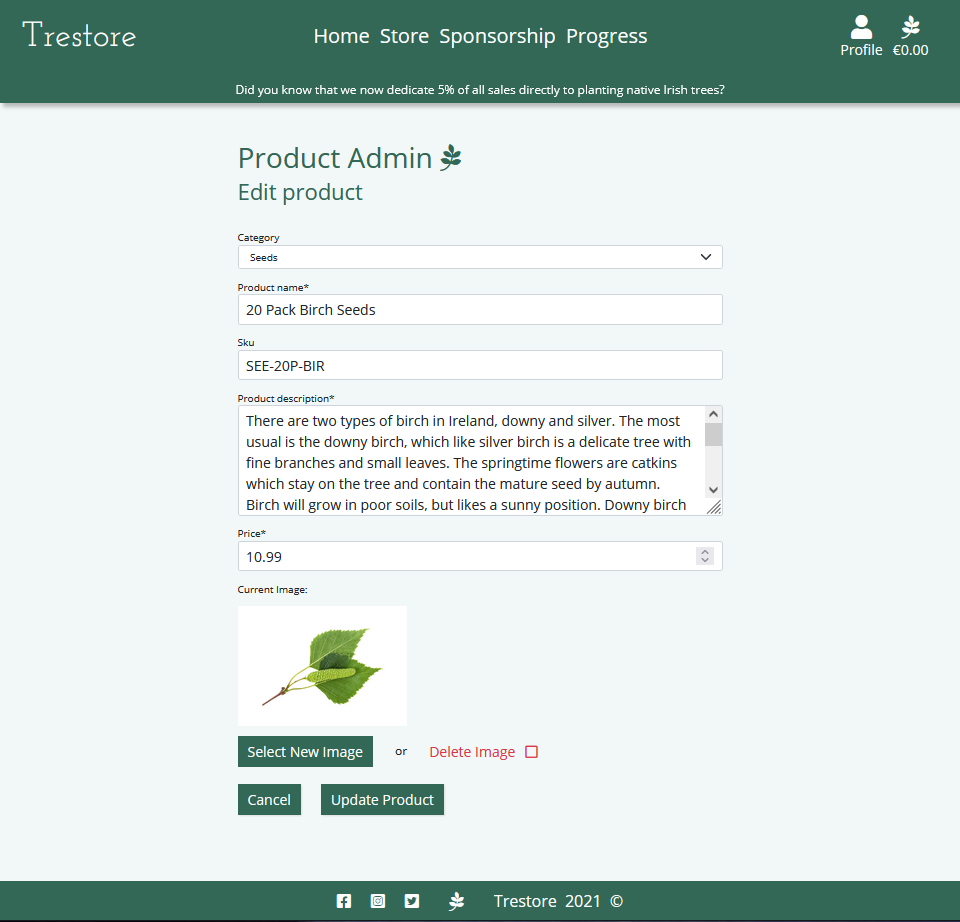 Trestore
Home Store Sponsorship Progress
Profile €0.00
Did you know that we now dedicate 5% of all sales directly to planting native Irish trees?
Product Admin
Edit product
Category
Seeds
Product name*
20 Pack Birch Seeds
Sku
SEE-20P-BIR
Product description*
There are two types of birch in Ireland, downy and silver. The most
usual is the downy birch, which like silver birch is a delicate tree with
fine branches and small leaves. The springtime flowers are catkins
which stay on the tree and contain the mature seed by autumn.
Birch will grow in poor soils, but likes a sunny position. Downy birch
Price*
10.99
Current Image:
Select New Image or Delete Image
Cancel Update Product
Trestore 2021 ©